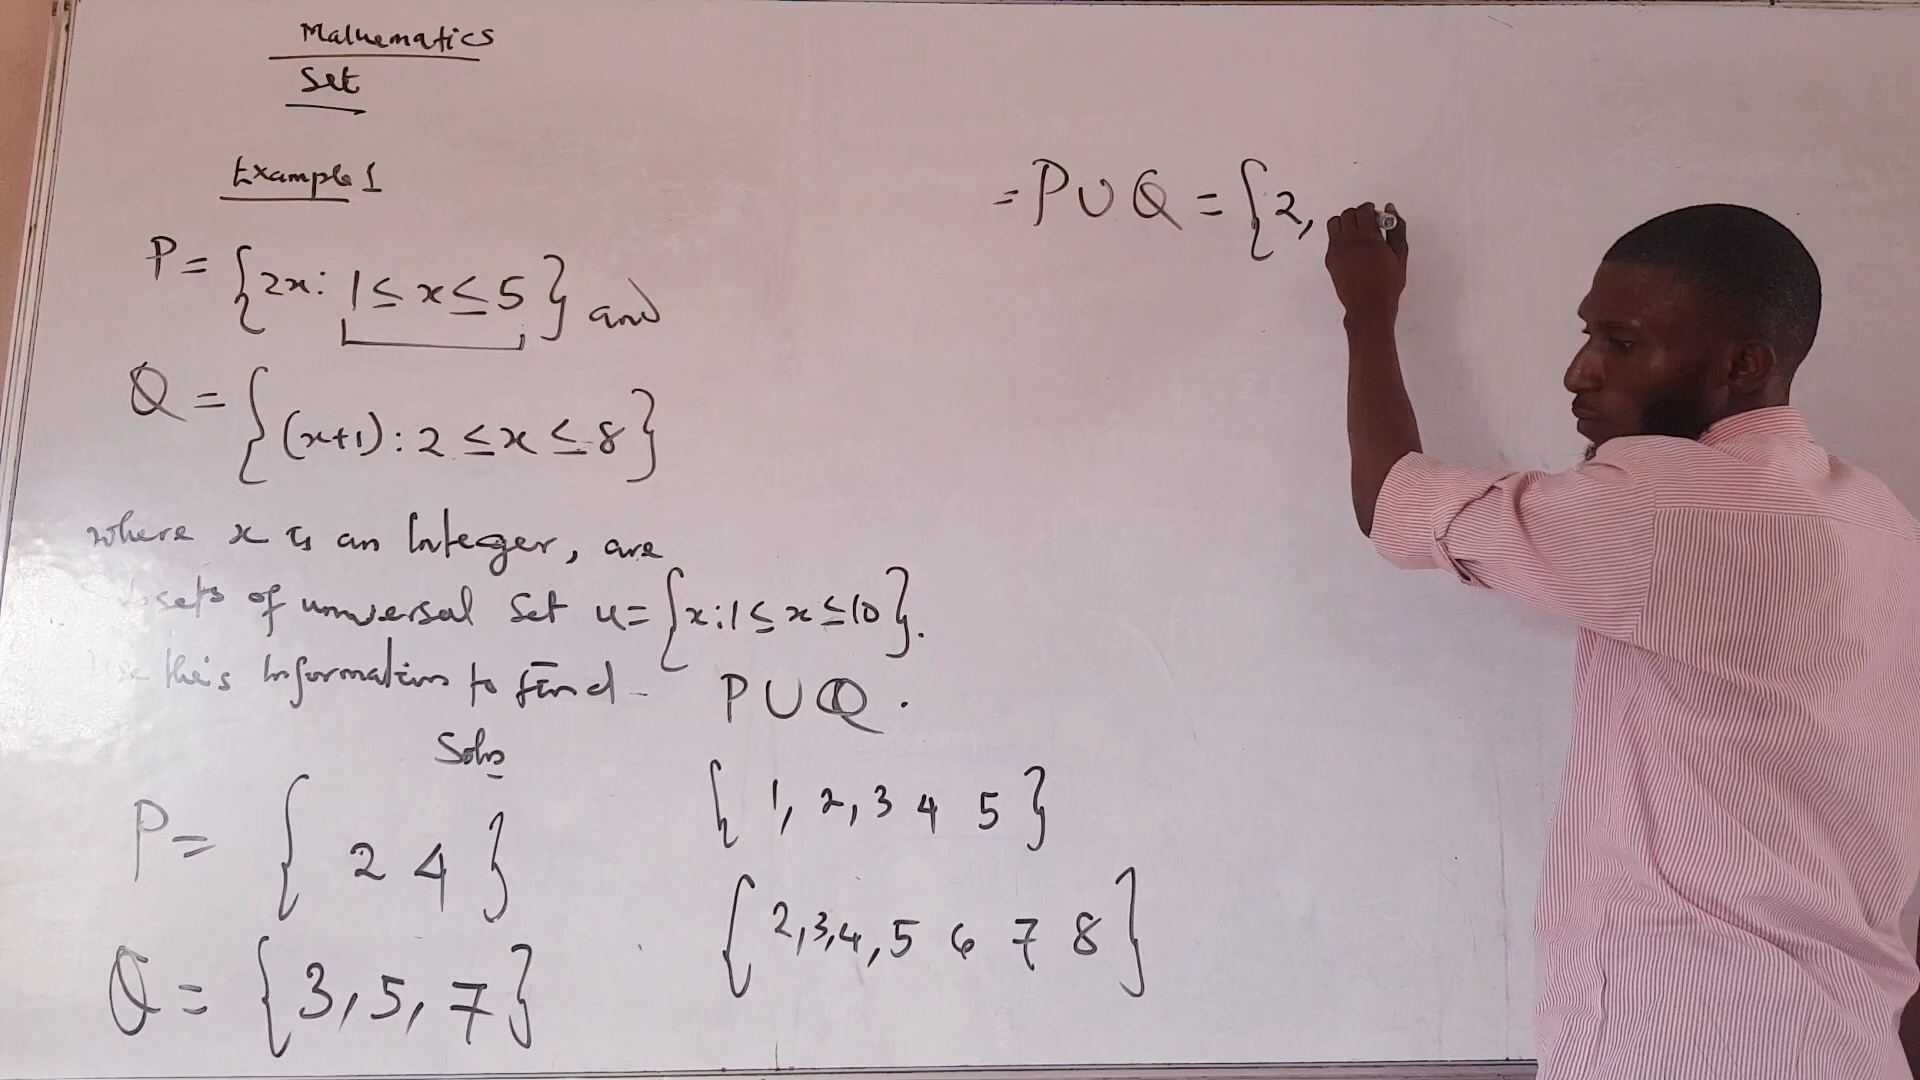 Mathematics
Set
Example 1
P = {2x: 1 ≤ x ≤ 5} and
Q = {(x+1): 2 ≤ x ≤ 8}
where x is an Integer, are
subsets of universal Set u = {x: 1 ≤ x ≤ 10}.
this Information to find - P U Q.
Soln
P = { 2 4 }
{ 1, 2, 3 4 5 }
Q = { 3, 5, 7 }
{ 2, 3, 4, 5 6 7 8 }
= P U Q = { 2,